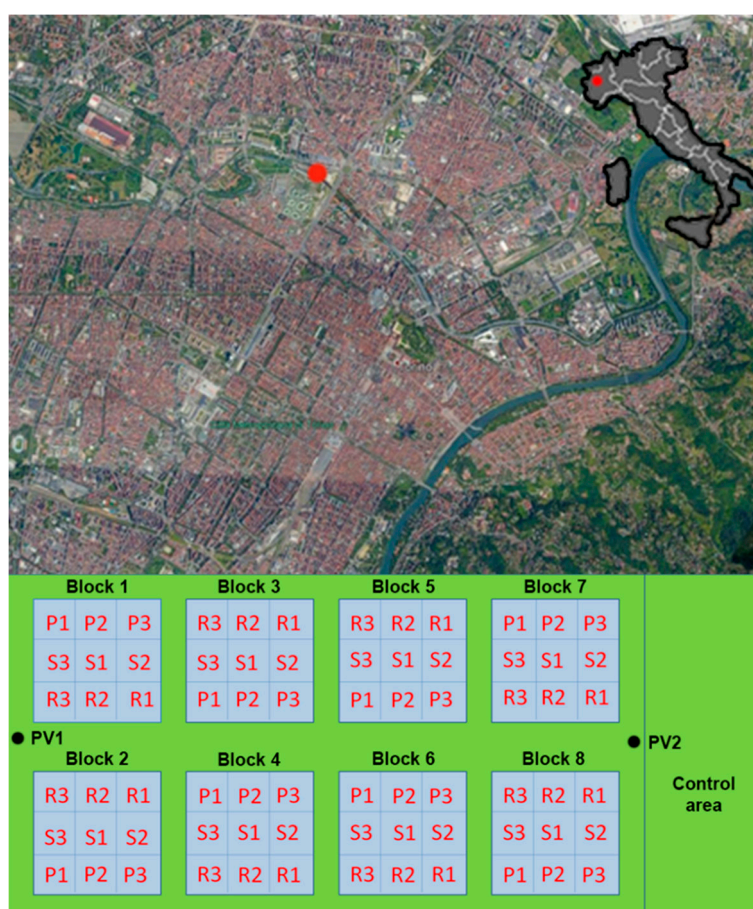 Block 1 Block 3 Block 5 Block 7
P1 P2 P3 R3 R2 R1 R3 R2 R1 P1 P2 P3
S3 S1 S2 S3 S1 S2 S3 S1 S2 S3 S1 S2
R3 R2 R1 P1 P2 P3 P1 P2 P3 R3 R2 R1
PV1 PV2
Block 2 Block 4 Block 6 Block 8
R3 R2 R1 P1 P2 P3 P1 P2 P3 R3 R2 R1
S3 S1 S2 S3 S1 S2 S3 S1 S2 S3 S1 S2
P1 P2 P3 R3 R2 R1 R3 R2 R1 P1 P2 P3
Control
area